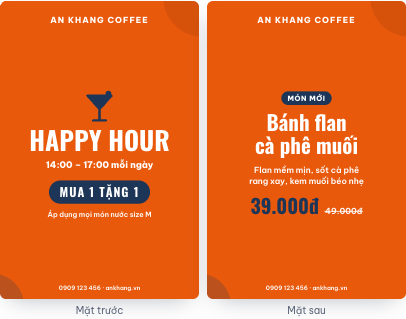 AN KHANG COFFEE
HAPPY HOUR
14:00 – 17:00 mỗi ngày
MUA 1 TẶNG 1
Áp dụng mọi món nước size M
0909 123 456 · ankhang.vn
Mặt trước
AN KHANG COFFEE
MÓN MỚI
Bánh flan
cà phê muối
Flan mềm mịn, sốt cà phê
rang xay, kem muối béo nhẹ
39.000đ 49.000đ
0909 123 456 · ankhang.vn
Mặt sau